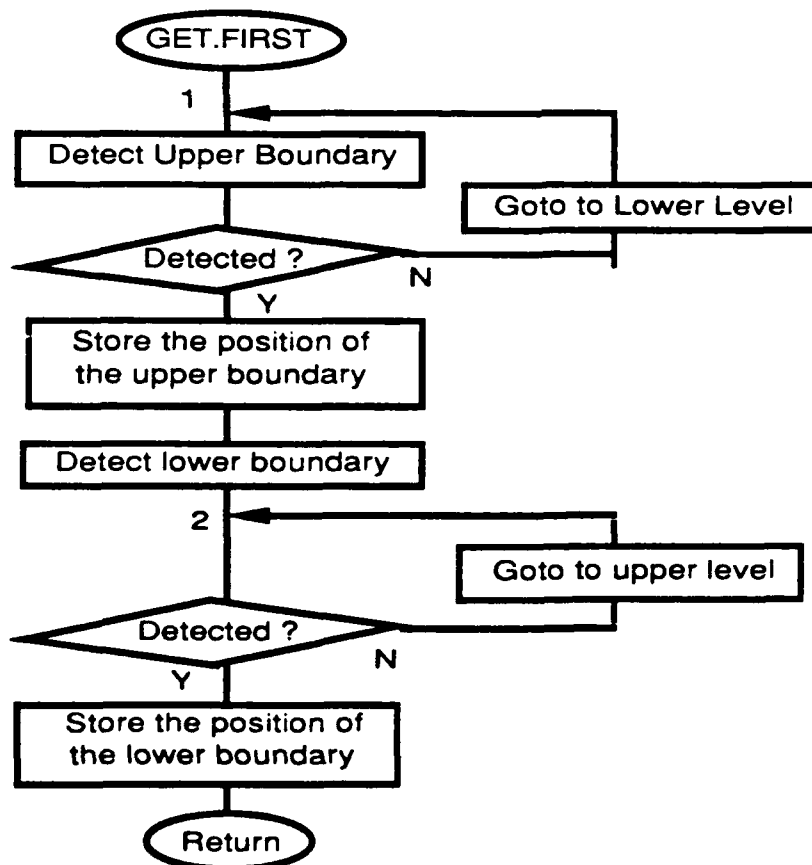 GET.FIRST
1
Detect Upper Boundary
Goto to Lower Level
Detected ?
N
Y
Store the position of
the upper boundary
Detect lower boundary
2
Goto to upper level
Detected ?
N
Y
Store the position of
the lower boundary
Return